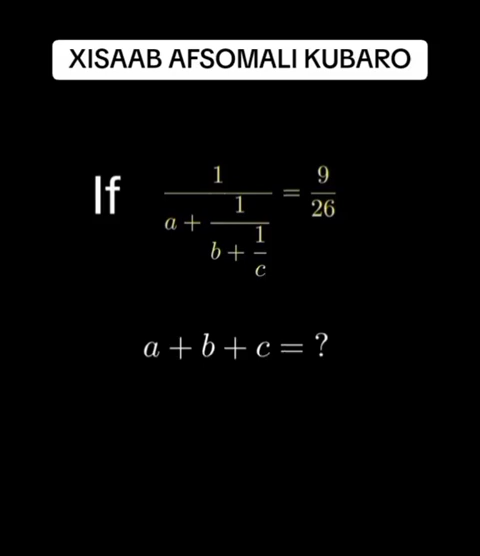 XISAAB AFSOMALI KUBARO
If 1/(a + 1/(b + 1/c)) = 9/26
a + b + c = ?